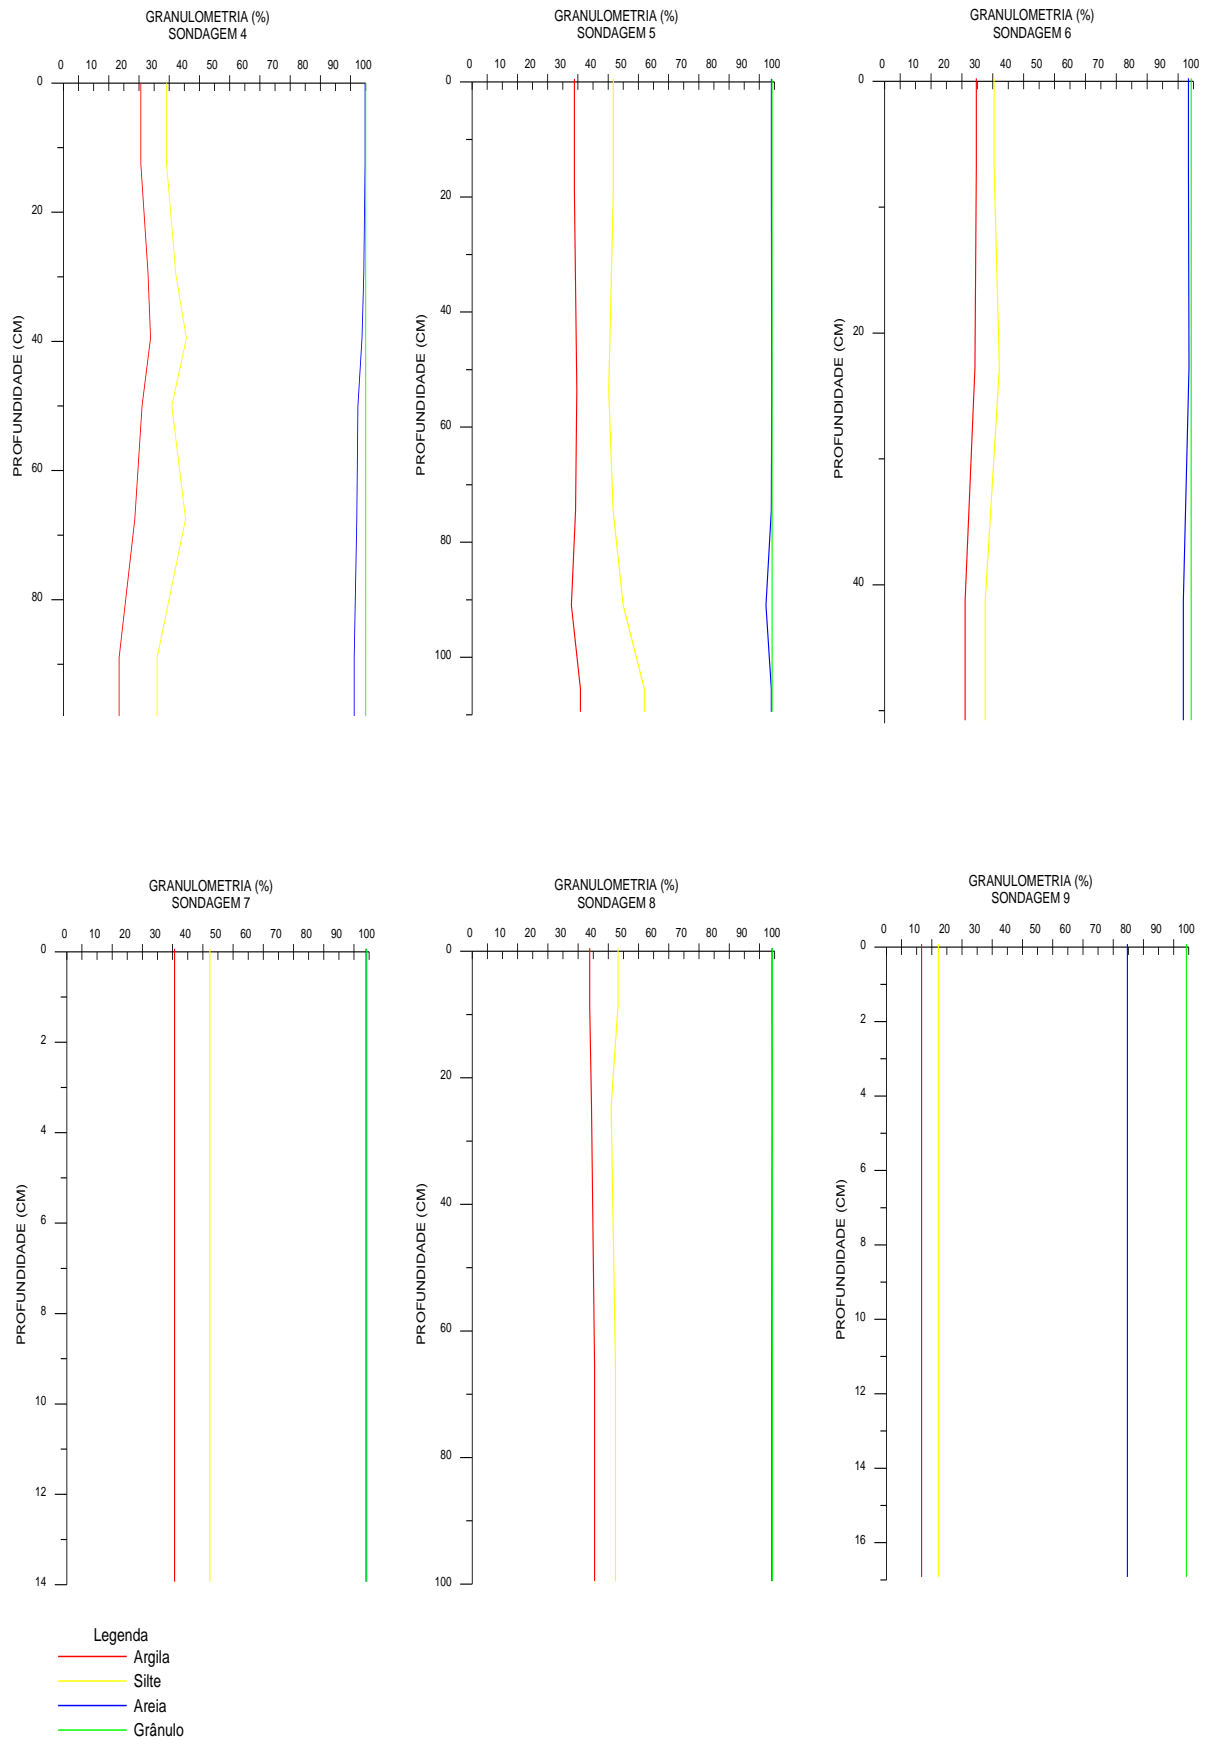 GRANULOMETRIA (%)
SONDAGEM 4
0 10 20 30 40 50 60 70 80 90 100
0
20
40
60
80
PROFUNDIDADE (CM)
GRANULOMETRIA (%)
SONDAGEM 5
0 10 20 30 40 50 60 70 80 90 100
0
20
40
60
80
100
PROFUNDIDADE (CM)
GRANULOMETRIA (%)
SONDAGEM 6
0 10 20 30 40 50 60 70 80 90 100
0
20
40
PROFUNDIDADE (CM)
GRANULOMETRIA (%)
SONDAGEM 7
0 10 20 30 40 50 60 70 80 90 100
0
2
4
6
8
10
12
14
PROFUNDIDADE (CM)
GRANULOMETRIA (%)
SONDAGEM 8
0 10 20 30 40 50 60 70 80 90 100
0
20
40
60
80
100
PROFUNDIDADE (CM)
GRANULOMETRIA (%)
SONDAGEM 9
0 10 20 30 40 50 60 70 80 90 100
0
2
4
6
8
10
12
14
16
PROFUNDIDADE (CM)
Legenda
Argila
Silte
Areia
Grânulo